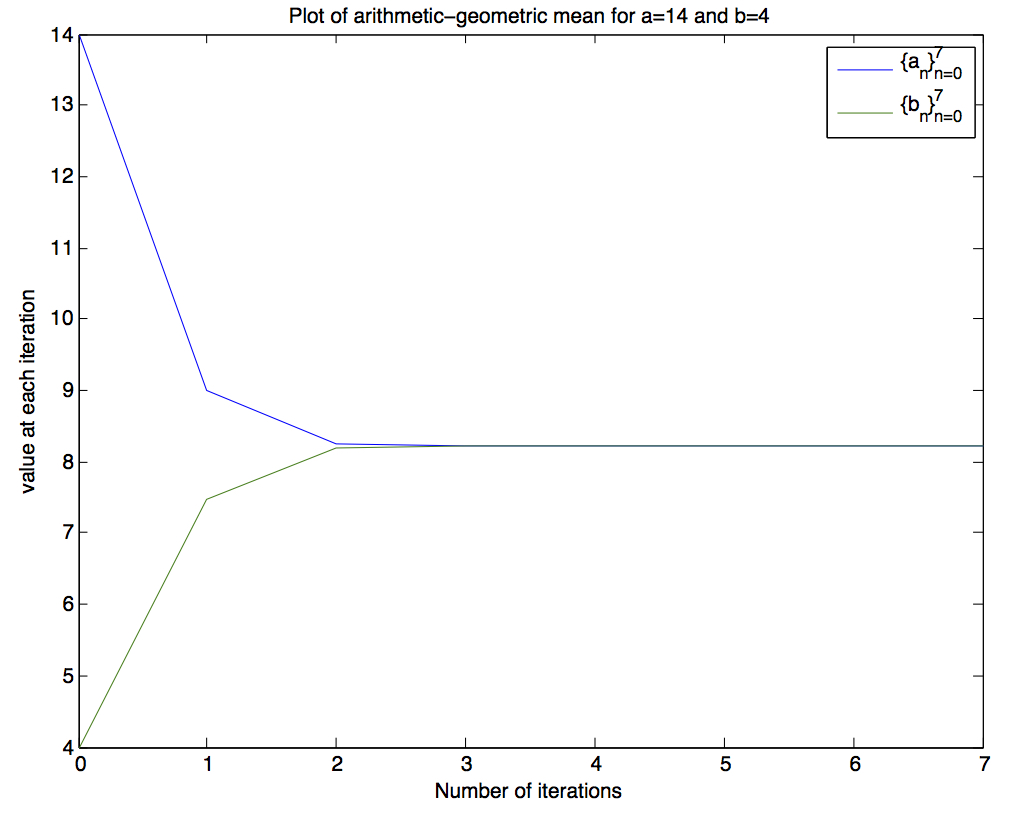 Plot of arithmetic−geometric mean for a=14 and b=4
14
13
12
11
10
9
8
7
6
5
4
value at each iteration
{a_n}^7_{n=0}
{b_n}^7_{n=0}
0 1 2 3 4 5 6 7
Number of iterations